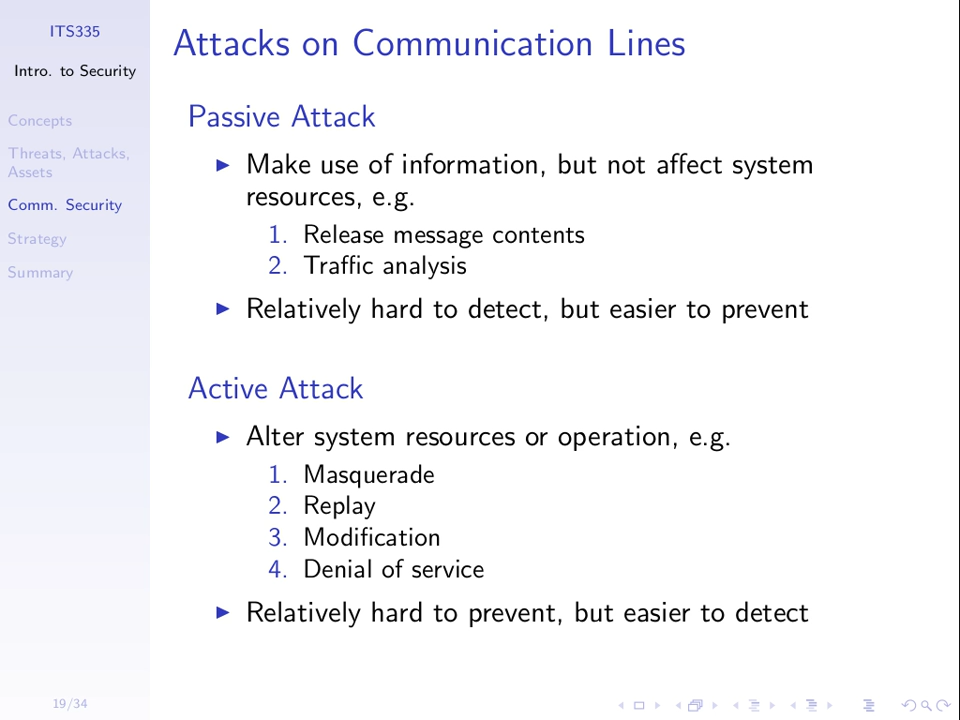 ITS335
Intro. to Security
Concepts
Threats, Attacks,
Assets
Comm. Security
Strategy
Summary
19/34
Attacks on Communication Lines
Passive Attack
► Make use of information, but not affect system
resources, e.g.
1. Release message contents
2. Traffic analysis
► Relatively hard to detect, but easier to prevent
Active Attack
► Alter system resources or operation, e.g.
1. Masquerade
2. Replay
3. Modification
4. Denial of service
► Relatively hard to prevent, but easier to detect